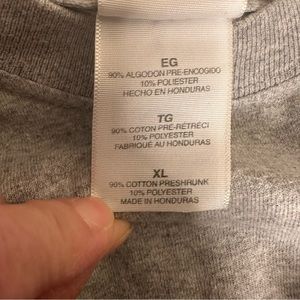 EG
90% ALGODON PRE-ENCOGIDO
10% POLIESTER
HECHO EN HONDURAS
TG
90% COTON PRÉ-RÉTRÉCI
10% POLYESTER
FABRIQUÉ AU HONDURAS
XL
90% COTTON PRESHRUNK
10% POLYESTER
MADE IN HONDURAS